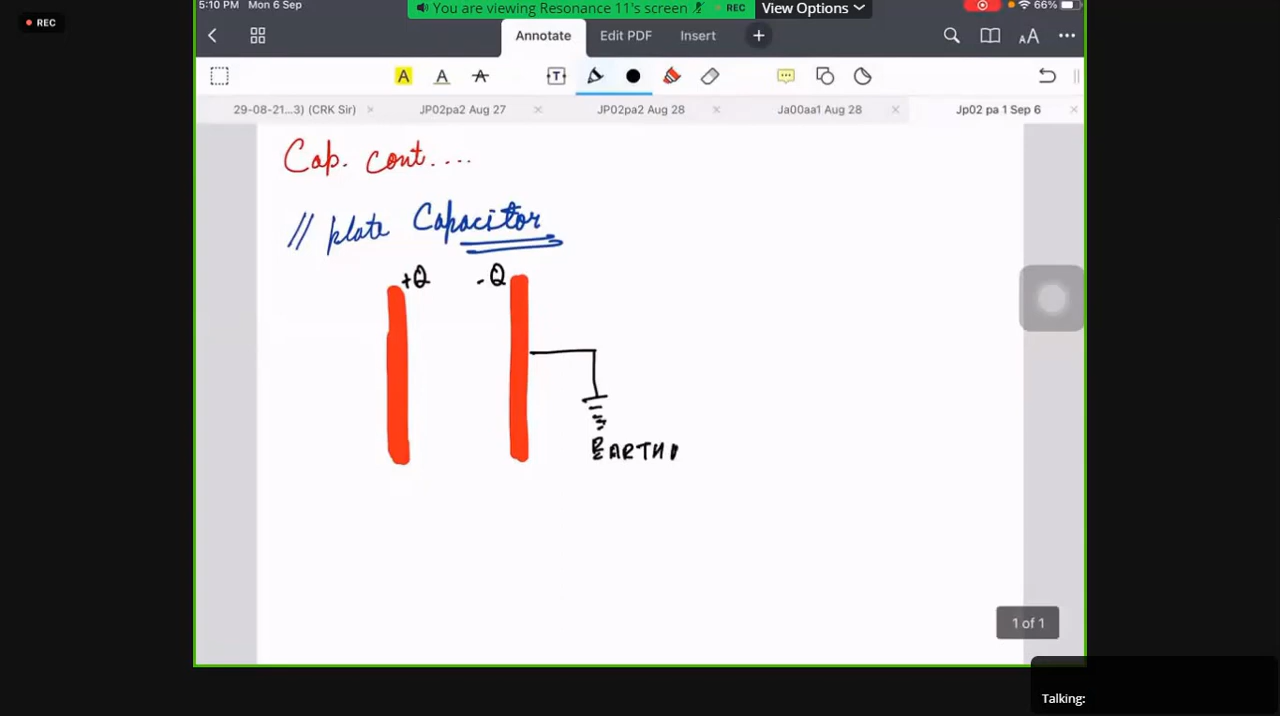 5:10 PM Mon 6 Sep
You are viewing Resonance 11's screen REC View Options
66%
REC
Annotate Edit PDF Insert
A A A T
29-08-21...3) (CRK Sir) × JP02pa2 Aug 27 × JP02pa2 Aug 28 × Ja00aa1 Aug 28 × Jp02 pa 1 Sep 6 ×
Cap. cont....
// plate Capacitor
+Q -Q
EARTH
1 of 1
Talking: